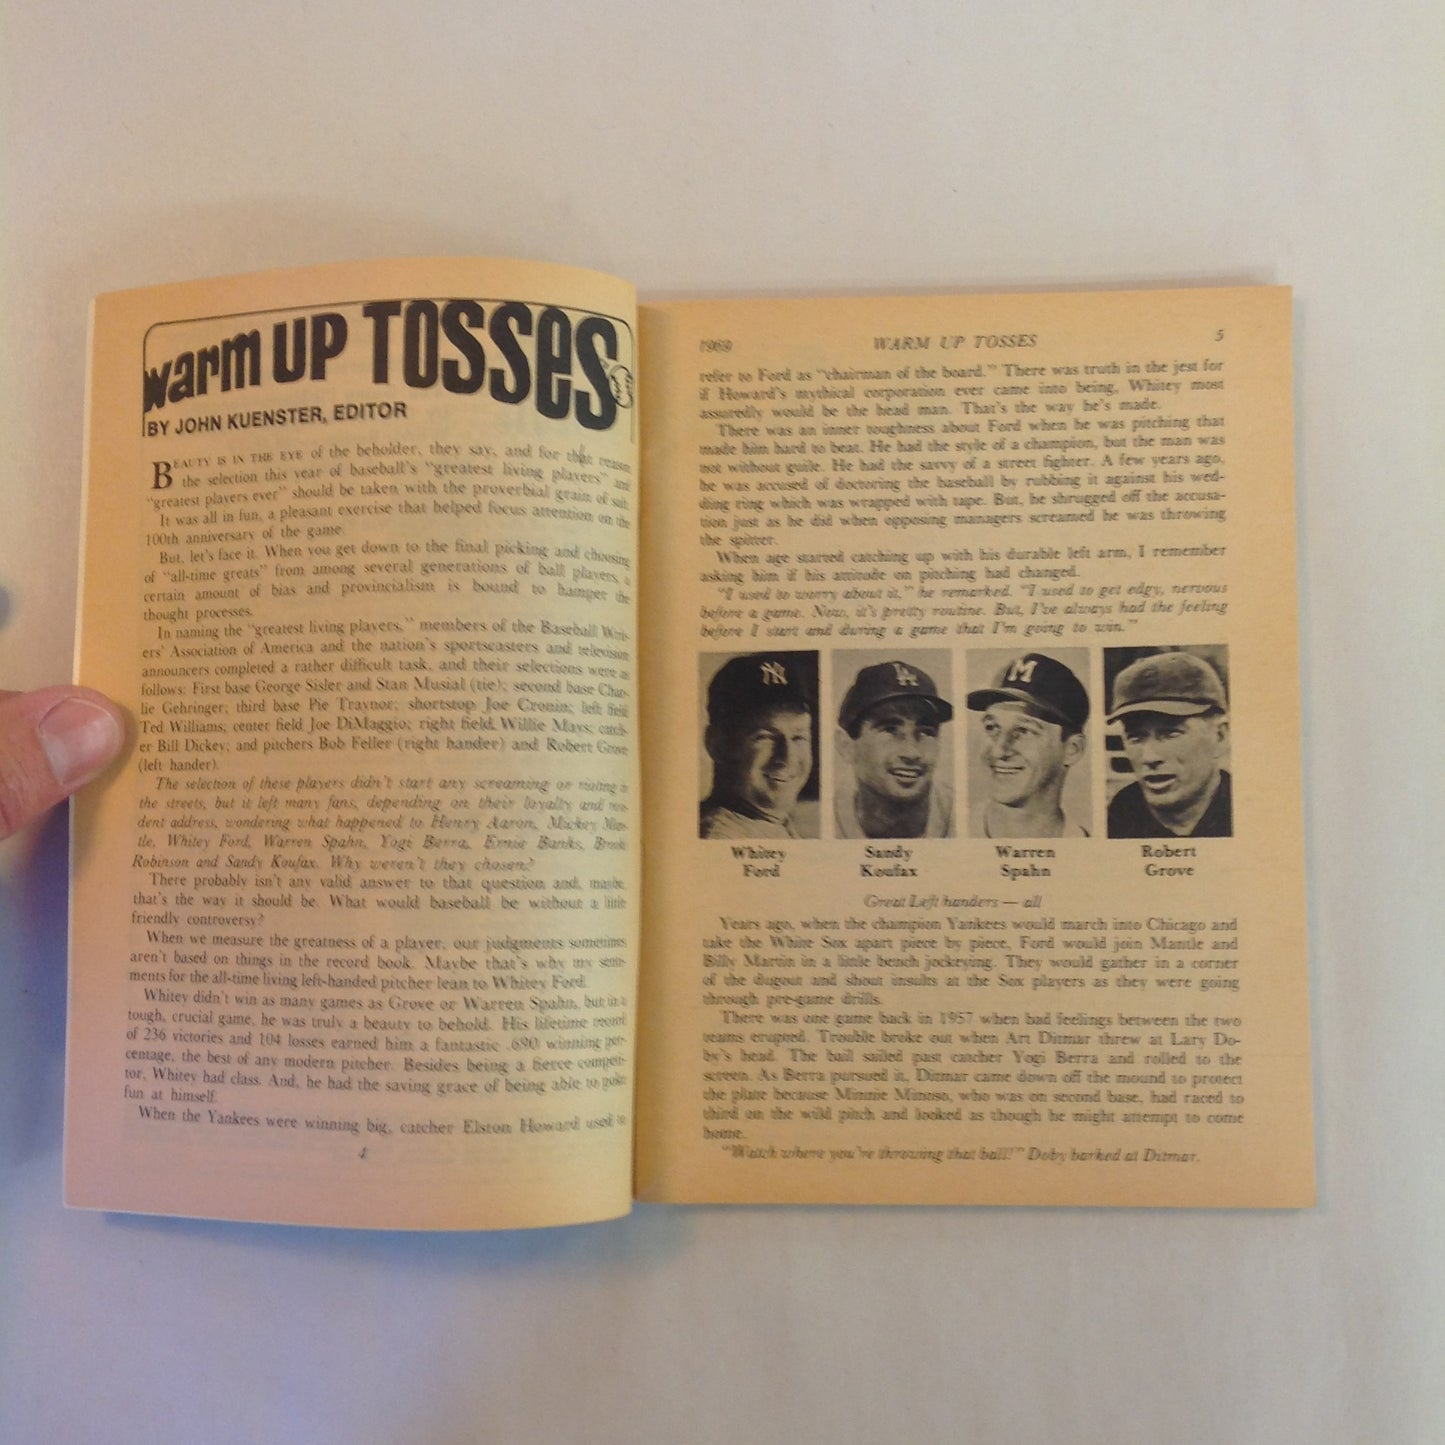 warm UP TOSSES
BY JOHN KUENSTER, EDITOR
BEAUTY IS IN THE EYE of the beholder, they say, and for that reason
the selection this year of baseball's "greatest living players" and
"greatest players ever" should be taken with the proverbial grain of salt.
It was all in fun, a pleasant exercise that helped focus attention on the
100th anniversary of the game.
But, let's face it. When you get down to the final picking and choosing
of "all-time greats" from among several generations of ball players, a
certain amount of bias and provincialism is bound to hamper the
thought processes.
In naming the "greatest living players," members of the Baseball Writ-
ers' Association of America and the nation's sportscasters and television
announcers completed a rather difficult task, and their selections were as
follows: First base George Sisler and Stan Musial (tie); second base Char-
lie Gehringer; third base Pie Traynor; shortstop Joe Cronin; left field
Ted Williams; center field Joe DiMaggio; right field, Willie Mays; catch-
er Bill Dickey; and pitchers Bob Feller (right hander) and Robert Grove
(left hander).
The selection of these players didn't start any screaming or rioting in
the streets, but it left many fans, depending on their loyalty and resi-
dent address, wondering what happened to Henry Aaron, Mickey Man-
tle, Whitey Ford, Warren Spahn, Yogi Berra, Ernie Banks, Brook
Robinson and Sandy Koufax. Why weren't they chosen?
There probably isn't any valid answer to that question and, maybe,
that's the way it should be. What would baseball be without a little
friendly controversy?
When we measure the greatness of a player, our judgments sometimes
aren't based on things in the record book. Maybe that's why my senti-
ments for the all-time living left-handed pitcher lean to Whitey Ford.
Whitey didn't win as many games as Grove or Warren Spahn, but in a
tough, crucial game, he was truly a beauty to behold. His lifetime record
of 236 victories and 104 losses earned him a fantastic .690 winning per-
centage, the best of any modern pitcher. Besides being a fierce competi-
tor, Whitey had class. And, he had the saving grace of being able to poke
fun at himself.
When the Yankees were winning big, catcher Elston Howard used to
4
1969 WARM UP TOSSES 5
refer to Ford as "chairman of the board." There was truth in the jest for
if Howard's mythical corporation ever came into being, Whitey most
assuredly would be the head man. That's the way he's made.
There was an inner toughness about Ford when he was pitching that
made him hard to beat. He had the style of a champion, but the man was
not without guile. He had the savvy of a street fighter. A few years ago,
he was accused of doctoring the baseball by rubbing it against his wed-
ding ring which was wrapped with tape. But, he shrugged off the accusa-
tion just as he did when opposing managers screamed he was throwing
the spitter.
When age started catching up with his durable left arm, I remember
asking him if his attitude on pitching had changed.
"I used to worry about it," he remarked. "I used to get edgy, nervous
before a game. Now, it's pretty routine. But, I've always had the feeling
before I start and during a game that I'm going to win."
NY
LA
M
Whitey Ford
Sandy Koufax
Warren Spahn
Robert Grove
Great Left handers — all
Years ago, when the champion Yankees would march into Chicago and
take the White Sox apart piece by piece, Ford would join Mantle and
Billy Martin in a little bench jockeying. They would gather in a corner
of the dugout and shout insults at the Sox players as they were going
through pre-game drills.
There was one game back in 1957 when bad feelings between the two
teams erupted. Trouble broke out when Art Ditmar threw at Lary Do-
by's head. The ball sailed past catcher Yogi Berra and rolled to the
screen. As Berra pursued it, Ditmar came down off the mound to protect
the plate because Minnie Minoso, who was on second base, had raced to
third on the wild pitch and looked as though he might attempt to come
home.
"Watch where you're throwing that ball!" Doby barked at Ditmar.